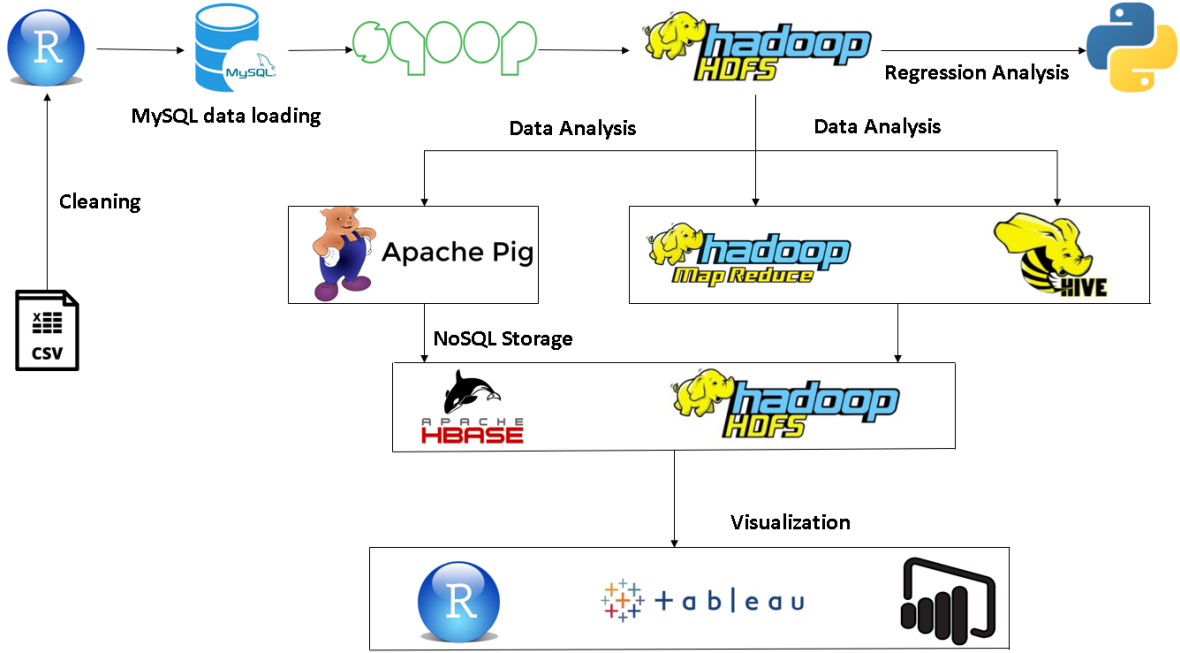 R
MySQL
sqoop
hadoop
HDFS
Regression Analysis
MySQL data loading
Data Analysis
Data Analysis
Cleaning
Apache Pig
hadoop
Map Reduce
HIVE
X
CSV
NoSQL Storage
APACHE
HBASE
hadoop
HDFS
Visualization
R
+ableau